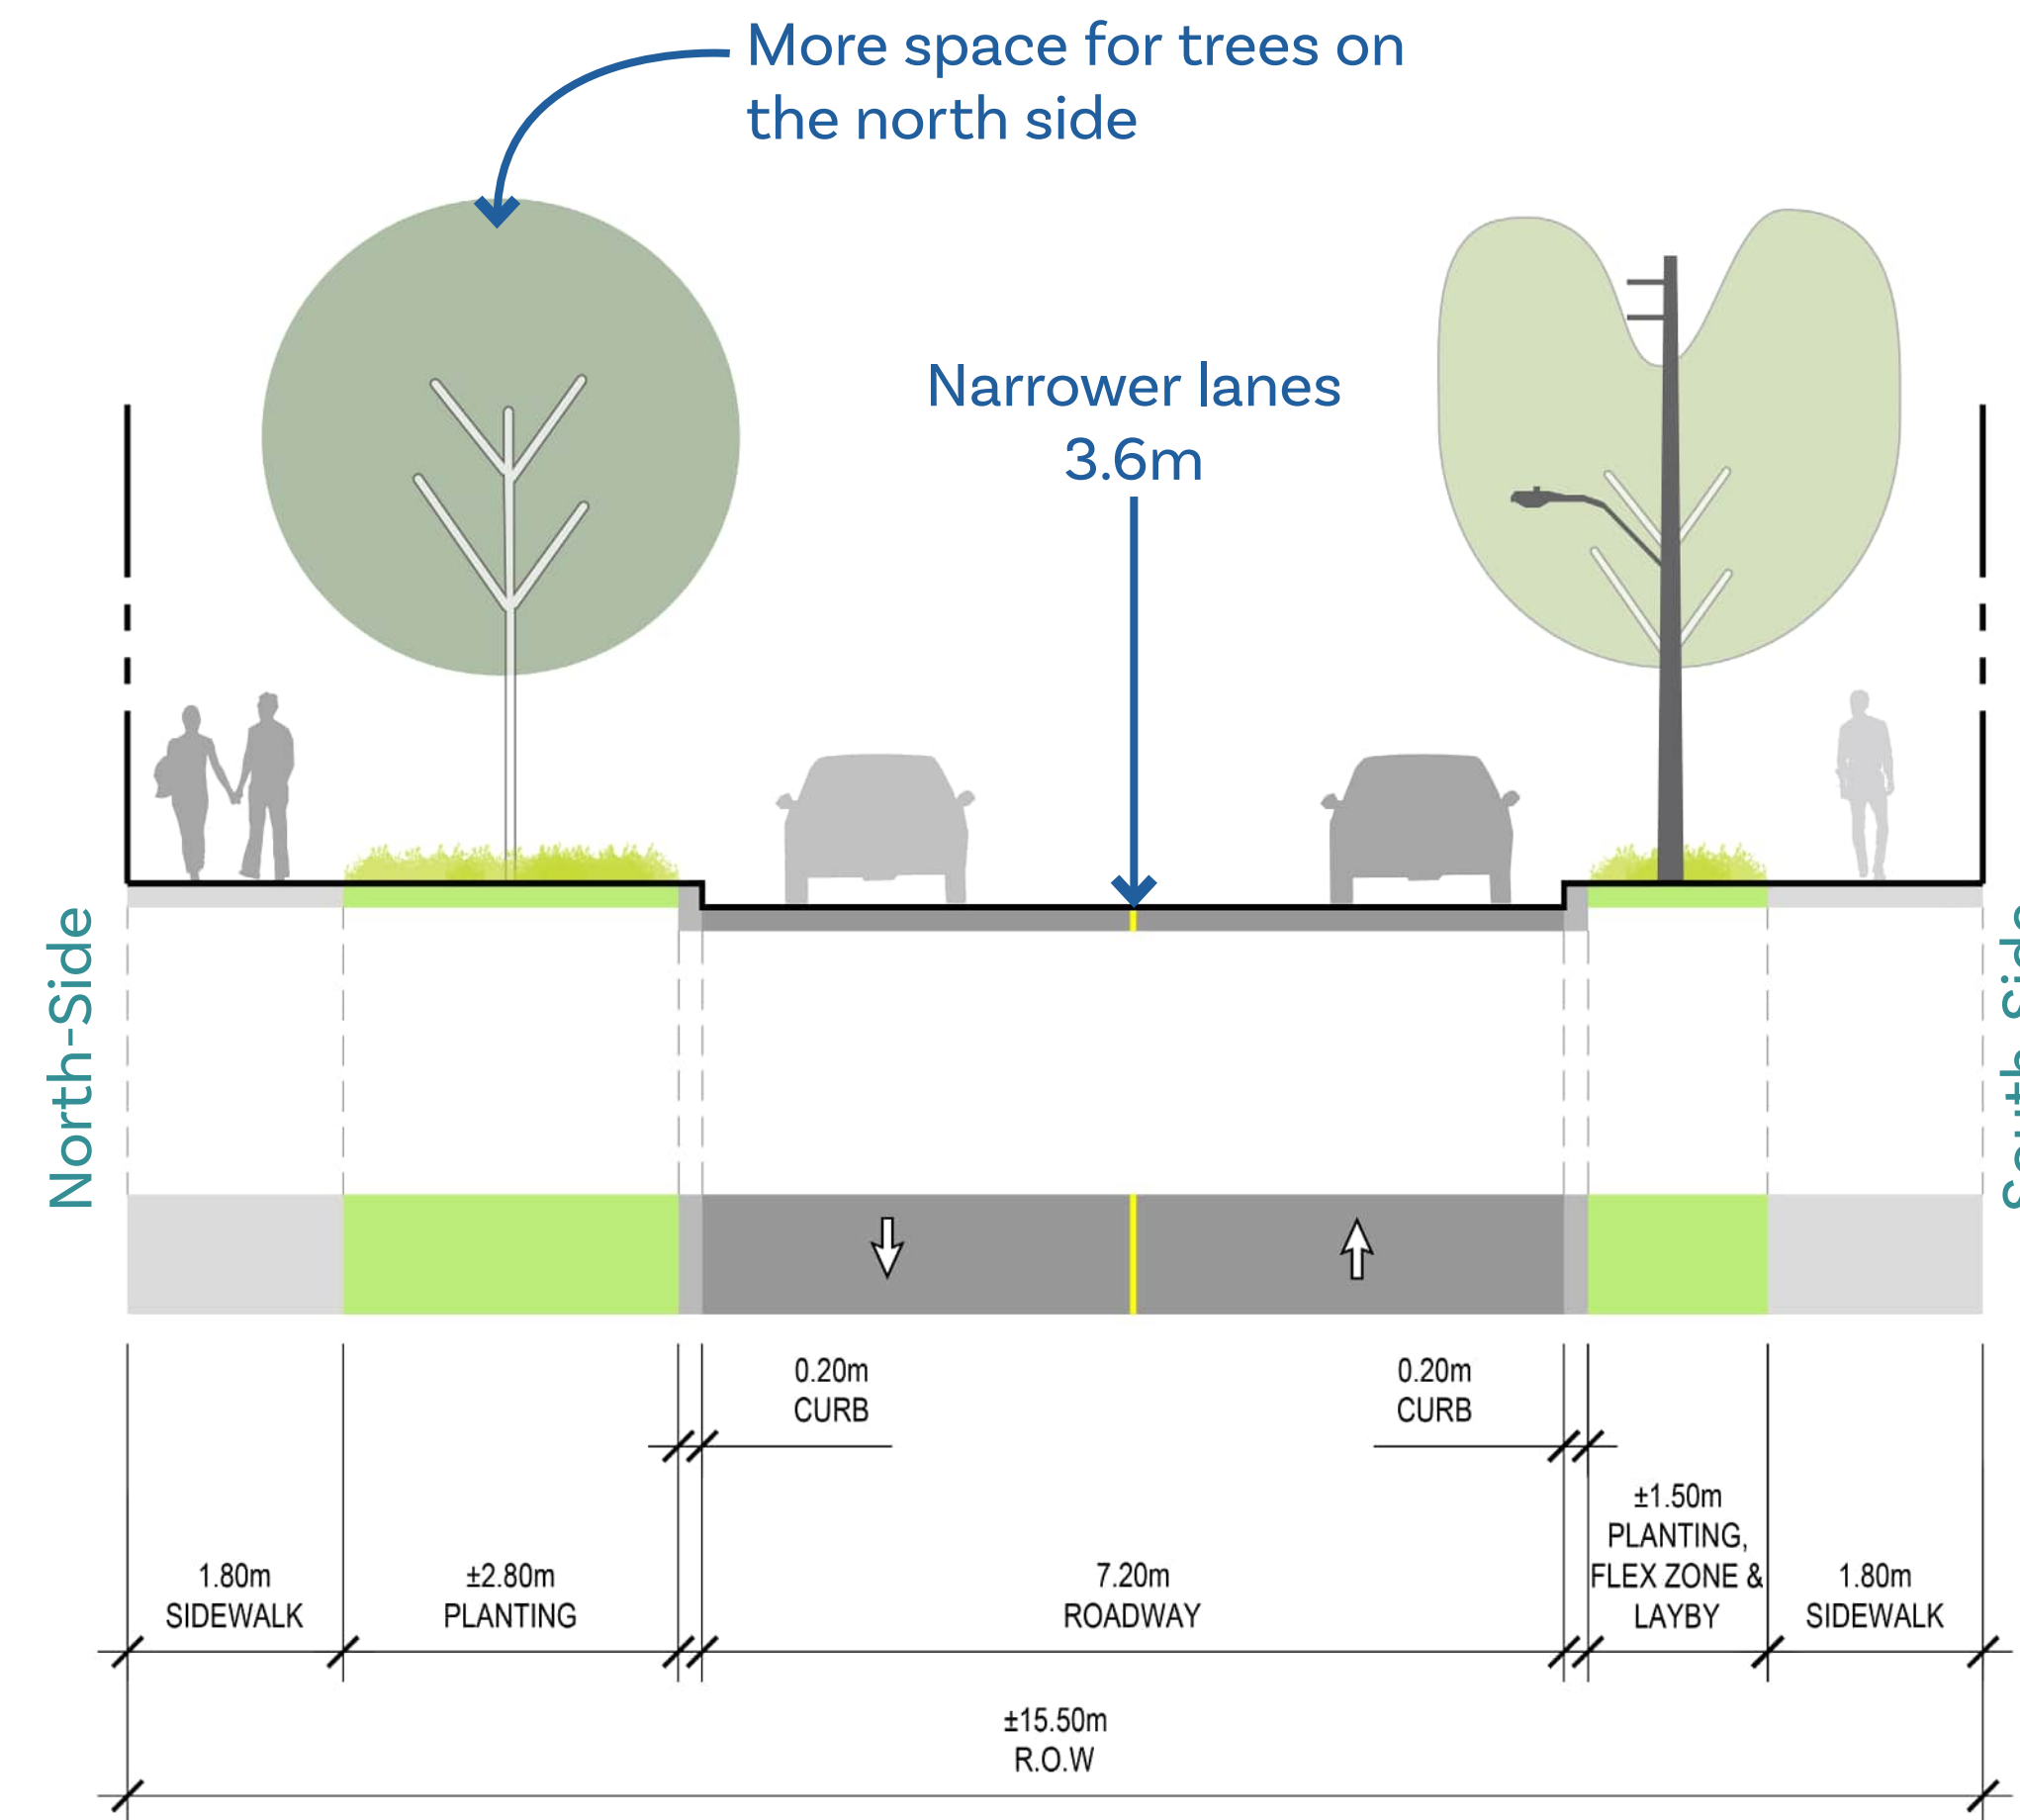 More space for trees on
the north side
Narrower lanes
3.6m
North-Side
0.20m
CURB
0.20m
CURB
±1.50m
PLANTING,
FLEX ZONE &
LAYBY
1.80m
SIDEWALK
±2.80m
PLANTING
7.20m
ROADWAY
1.80m
SIDEWALK
±15.50m
R.O.W